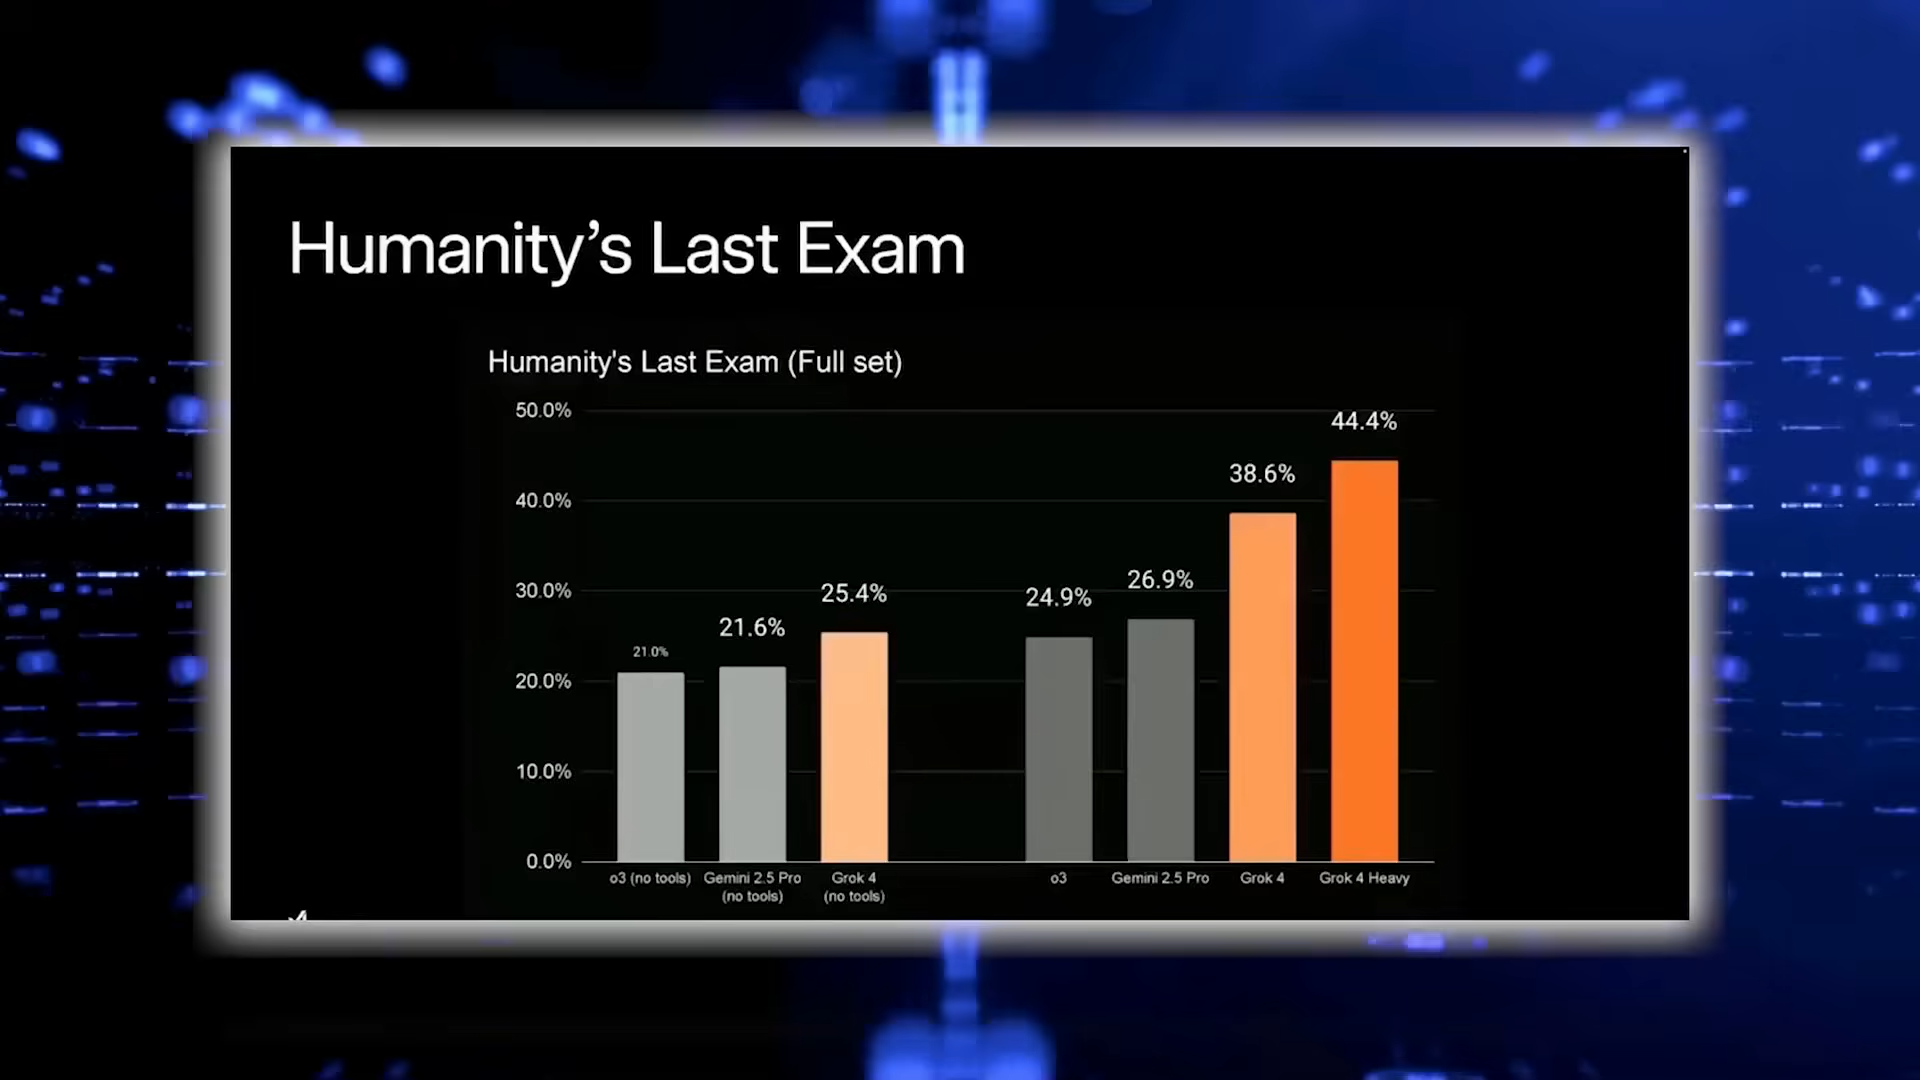 Humanity’s Last Exam
Humanity's Last Exam (Full set)
50.0%
40.0%
30.0%
20.0%
10.0%
0.0%
21.0%
21.6%
25.4%
24.9%
26.9%
38.6%
44.4%
o3 (no tools)
Gemini 2.5 Pro
(no tools)
Grok 4
(no tools)
o3
Gemini 2.5 Pro
Grok 4
Grok 4 Heavy